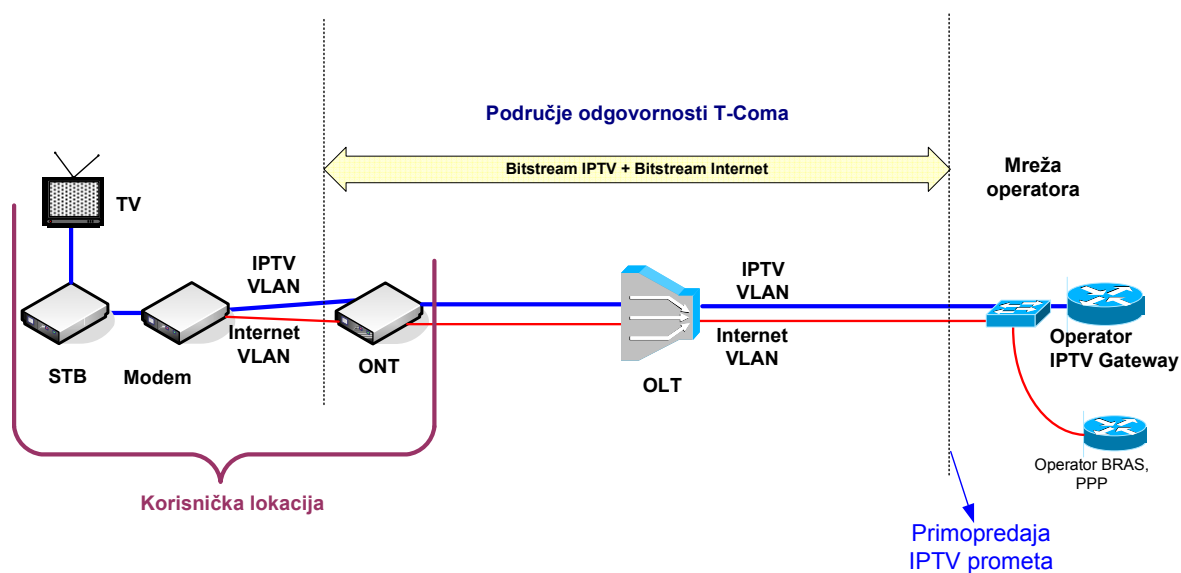 Područje odgovornosti T-Coma
Bitstream IPTV + Bitstream Internet
Mreža
operatora
TV
IPTV
VLAN
IPTV
VLAN
Internet
VLAN
Internet
VLAN
STB
Modem
ONT
OLT
Operator
IPTV Gateway
Operator BRAS,
PPP
Korisnička lokacija
Primopredaja
IPTV prometa